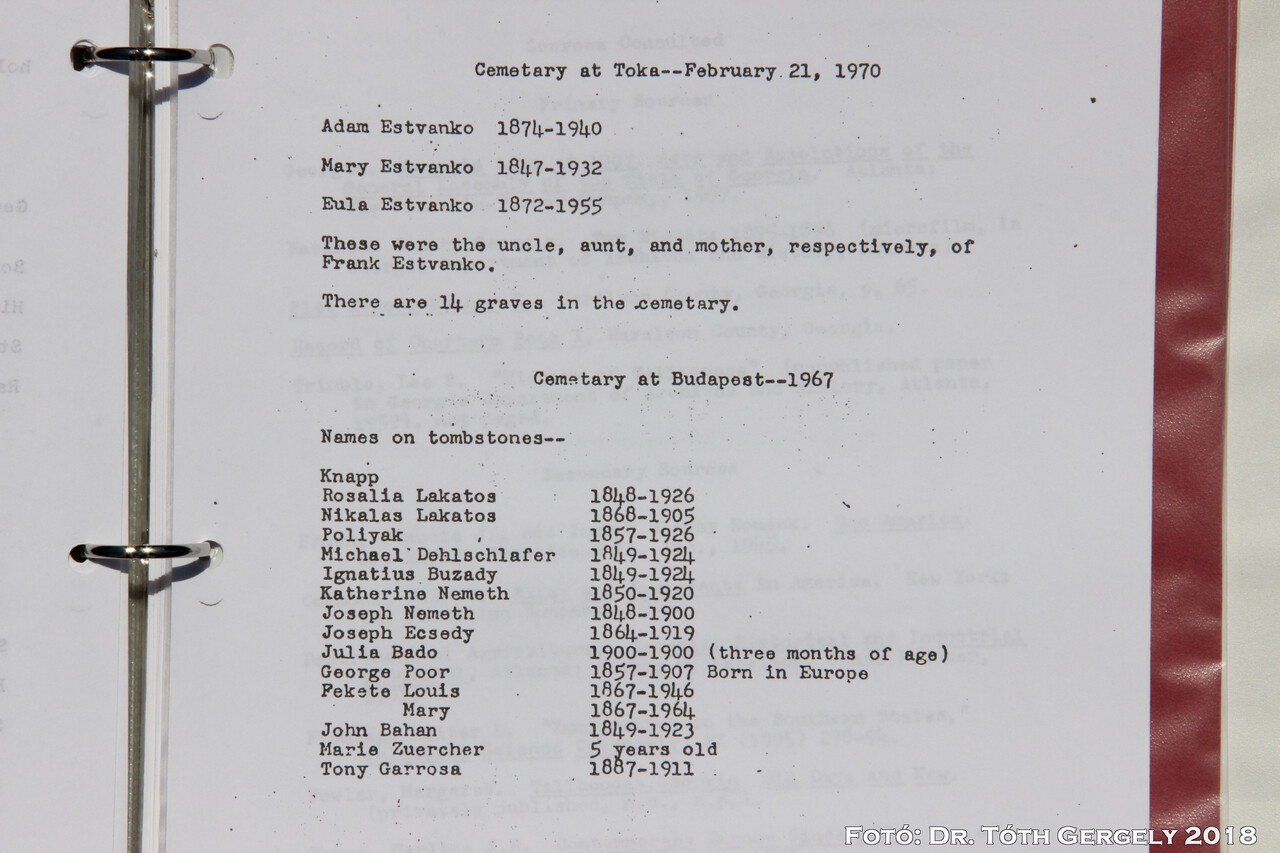 Cemetary at Toka--February 21, 1970
Adam Estvanko 1874-1940
Mary Estvanko 1847-1932
Eula Estvanko 1872-1955
These were the uncle, aunt, and mother, respectively, of
Frank Estvanko.
There are 14 graves in the cemetary.
Cemetary at Budapest--1967
Names on tombstones--
Knapp
Rosalia Lakatos 1848-1926
Nikalas Lakatos 1868-1905
Poliyak 1857-1926
Michael Dehlschlafer 1849-1924
Ignatius Buzady 1849-1924
Katherine Nemeth 1850-1920
Joseph Nemeth 1848-1900
Joseph Ecsedy 1864-1919
Julia Bado 1900-1900 (three months of age)
George Poor 1857-1907 Born in Europe
Fekete Louis 1867-1946
Mary 1867-1964
John Bahan 1849-1923
Marie Zuercher 5 years old
Tony Garrosa 1887-1911
Fotó: Dr. Tóth Gergely 2018